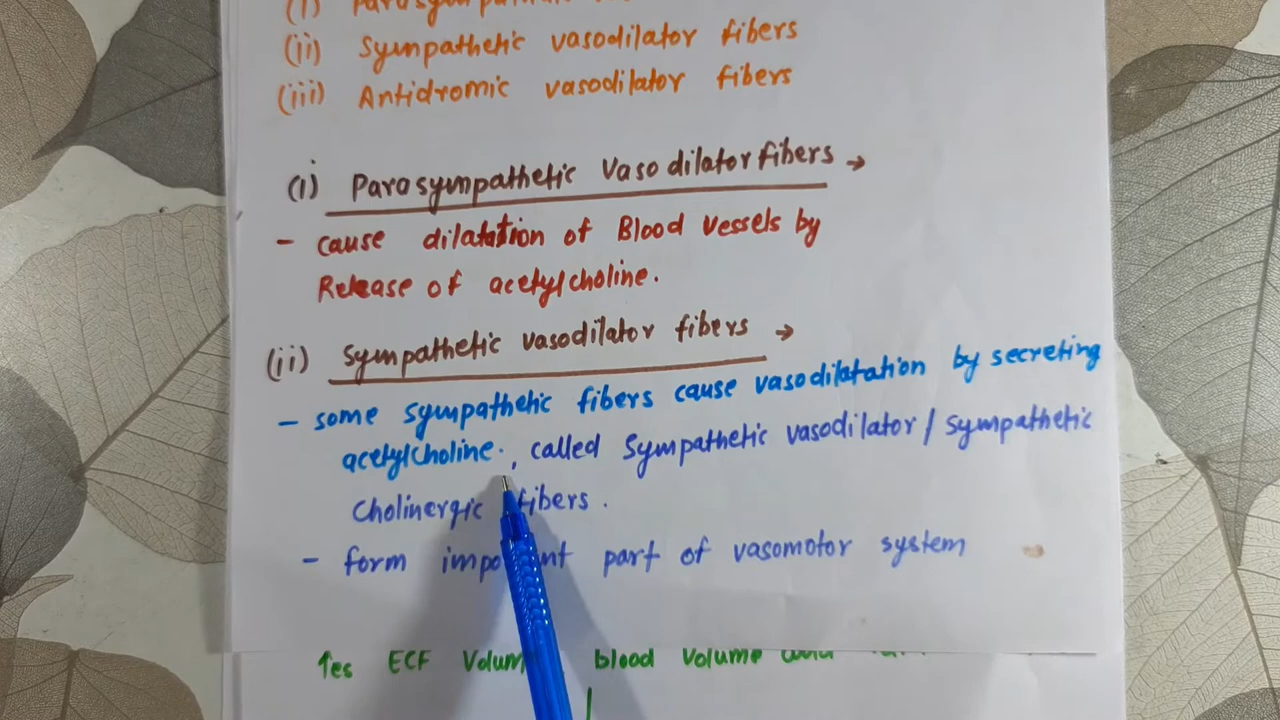 (i)
(ii) Sympathetic vasodilator fibers
(iii) Antidromic vasodilator fibers
(i) Parasympathetic Vasodilator fibers →
- cause dilatation of Blood vessels by
Release of acetylcholine.
(ii) Sympathetic vasodilator fibers →
- some sympathetic fibers cause vasodilatation by secreting
acetylcholine., called Sympathetic vasodilator / sympathetic
Cholinergic fibers.
- form important part of vasomotor system
↑es ECF Volum blood Volume